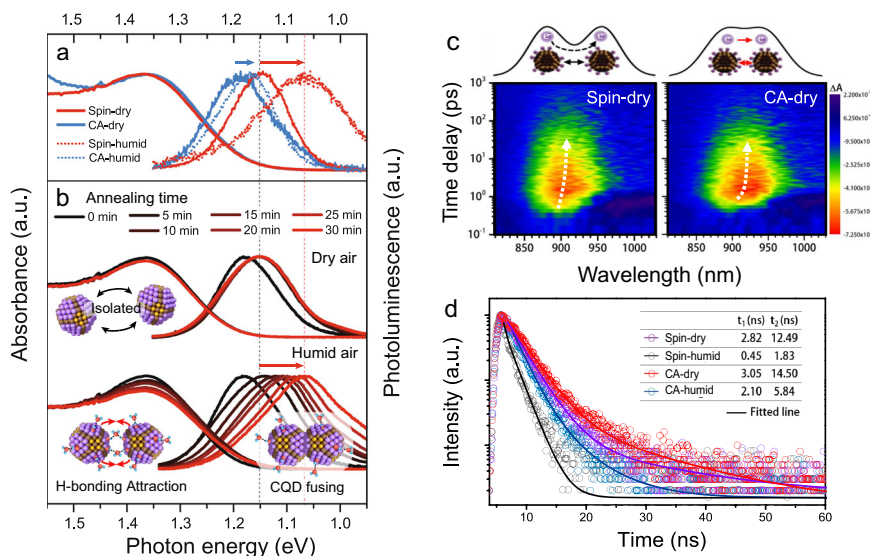 1.5 1.4 1.3 1.2 1.1 1.0
a
Spin-dry
CA-dry
Spin-humid
CA-humid
b
Annealing time
0 min 5 min 15 min 25 min
10 min 20 min 30 min
Dry air
Isolated
Humid air
H-bonding Attraction CQD fusing
1.5 1.4 1.3 1.2 1.1 1.0
Photon energy (eV)
Absorbance (a.u.)
Photoluminescence (a.u.)
c
e e e e
Spin-dry CA-dry
10³
10²
10¹
10⁰
10⁻¹
Time delay (ps)
900 1000 900 1000
Wavelength (nm)
ΔA
d
t₁ (ns) t₂ (ns)
Spin-dry 2.82 12.49
Spin-humid 0.45 1.83
CA-dry 3.05 14.50
CA-humid 2.10 5.84
Fitted line
Intensity (a.u.)
10 20 30 40 50 60
Time (ns)